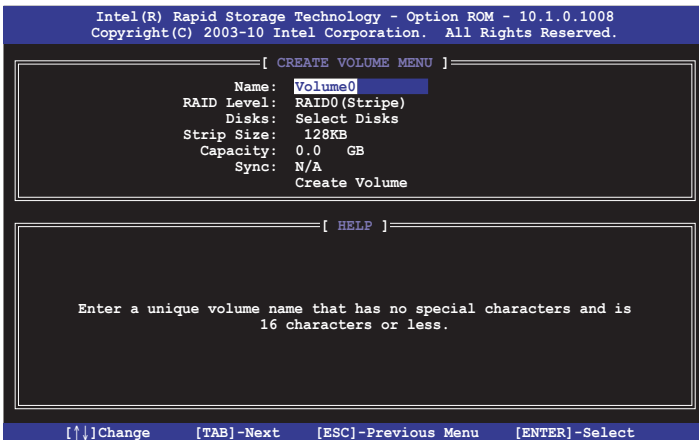 Intel(R) Rapid Storage Technology - Option ROM - 10.1.0.1008
Copyright(C) 2003-10 Intel Corporation. All Rights Reserved.
[ CREATE VOLUME MENU ]
Name: Volume0
RAID Level: RAID0(Stripe)
Disks: Select Disks
Strip Size: 128KB
Capacity: 0.0 GB
Sync: N/A
Create Volume
[ HELP ]
Enter a unique volume name that has no special characters and is
16 characters or less.
[↑↓]Change [TAB]-Next [ESC]-Previous Menu [ENTER]-Select